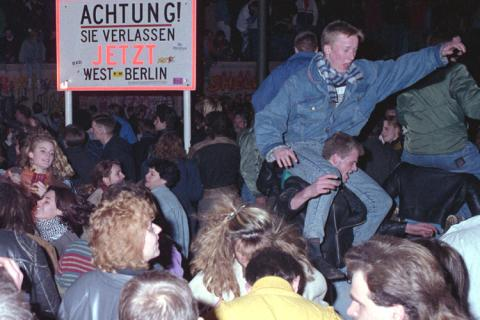 ACHTUNG!
SIE VERLASSEN
JETZT
WEST-BERLIN